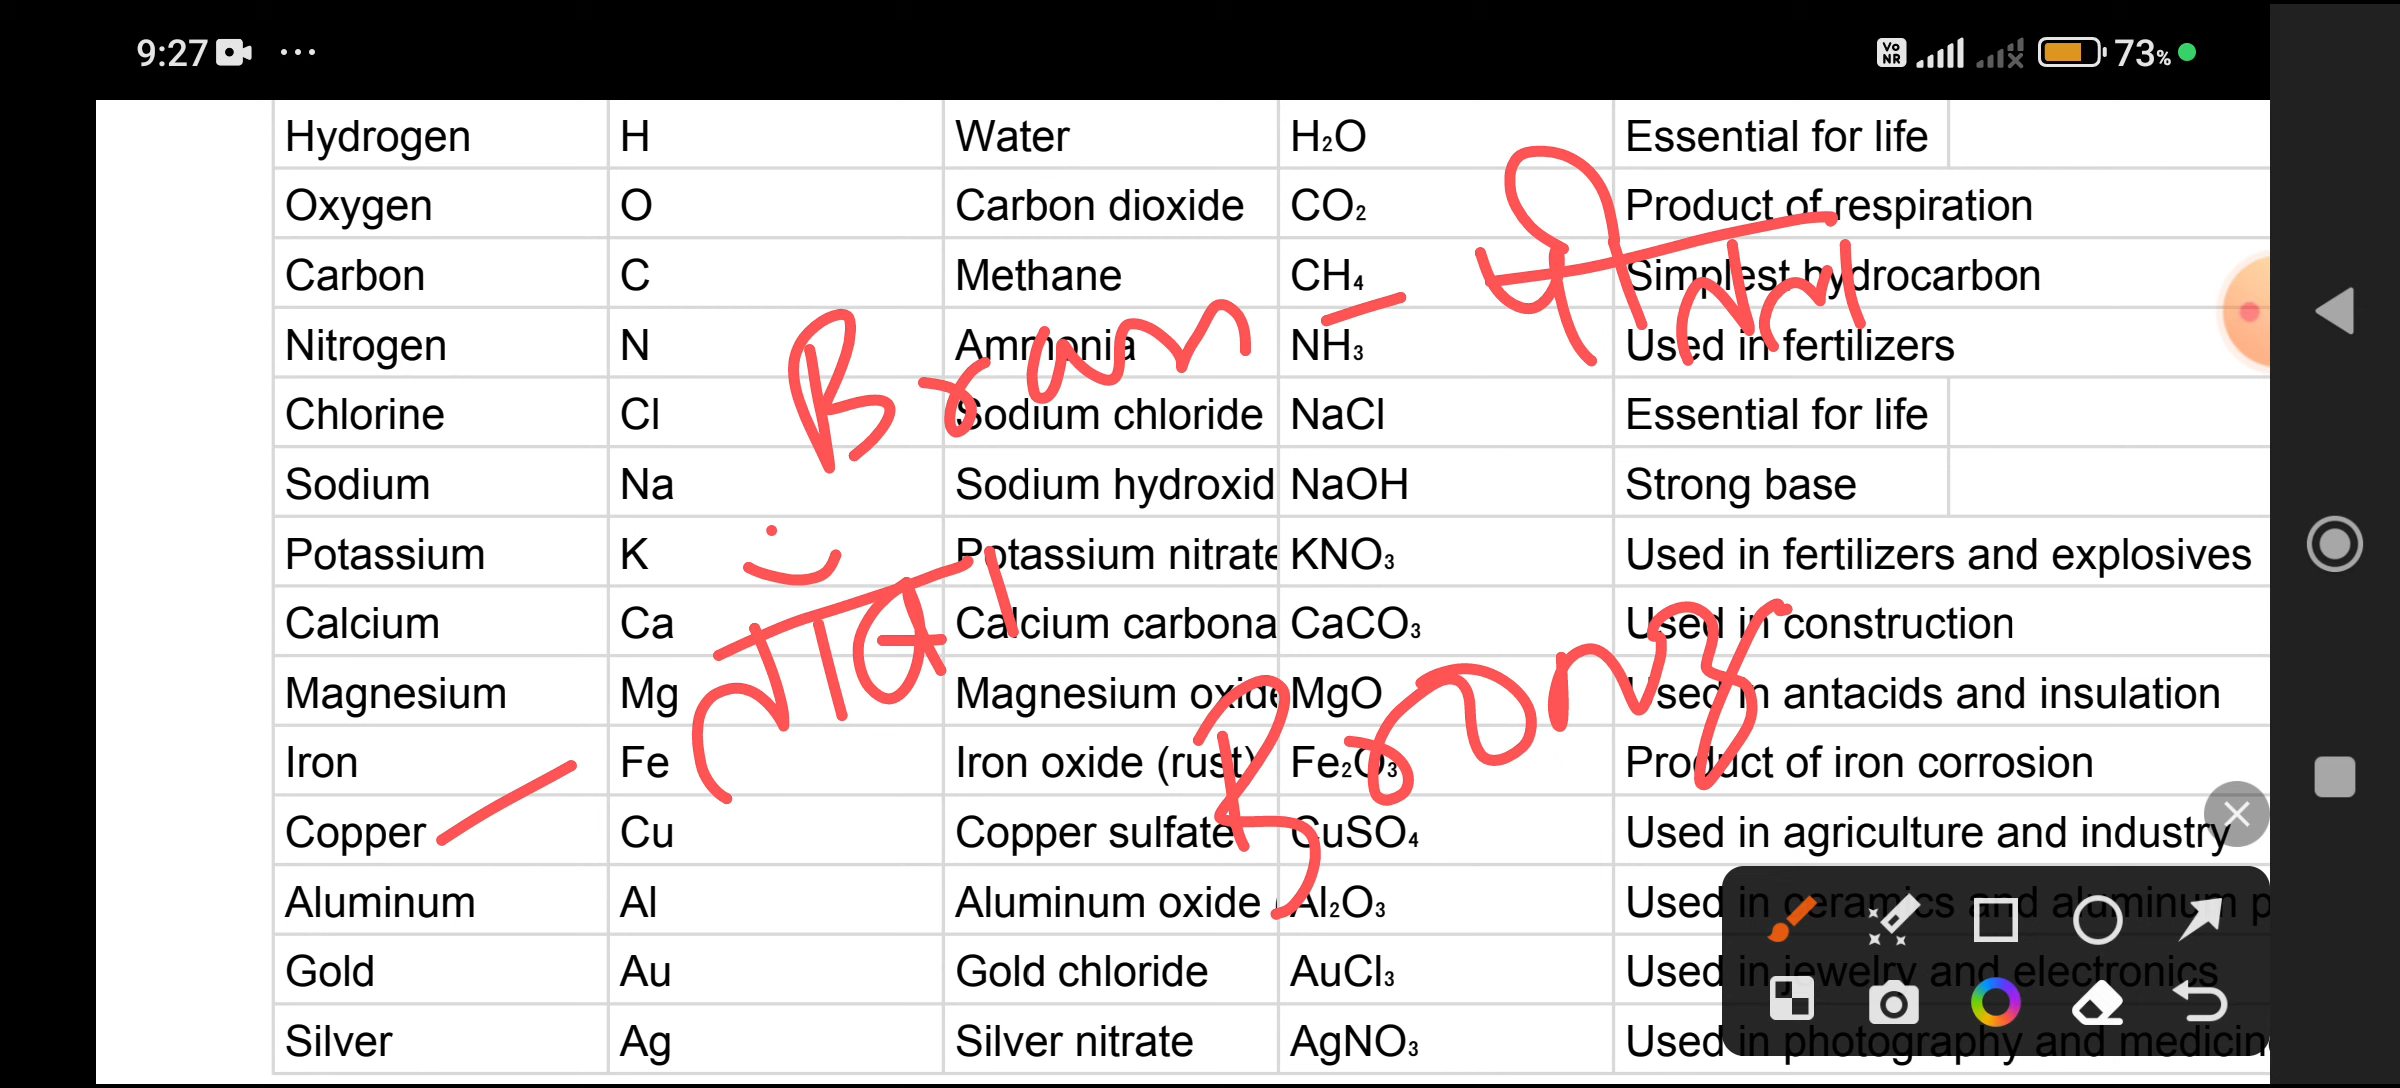 9:27 ... Vo NR 73%
Hydrogen H Water H₂O Essential for life
Oxygen O Carbon dioxide CO₂ Product of respiration
Carbon C Methane CH₄ Simplest hydrocarbon
Nitrogen N Ammonia NH₃ Used in fertilizers
Chlorine Cl Sodium chloride NaCl Essential for life
Sodium Na Sodium hydroxid NaOH Strong base
Potassium K Potassium nitrate KNO₃ Used in fertilizers and explosives
Calcium Ca Calcium carbona CaCO₃ Used in construction
Magnesium Mg Magnesium oxide MgO Used in antacids and insulation
Iron Fe Iron oxide (rust) Fe₂O₃ Product of iron corrosion
Copper Cu Copper sulfate CuSO₄ Used in agriculture and industry
Aluminum Al Aluminum oxide Al₂O₃ Used in ceramics and aluminum p
Gold Au Gold chloride AuCl₃ Used in jewelry and electronics
Silver Ag Silver nitrate AgNO₃ Used in photography and medicin
पीतल
ताँबा